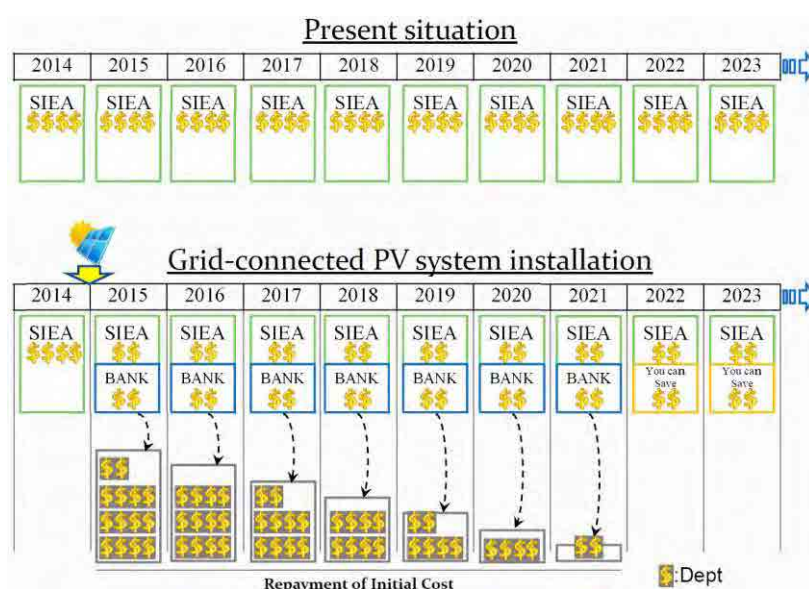 Present situation
2014 2015 2016 2017 2018 2019 2020 2021 2022 2023
SIEA SIEA SIEA SIEA SIEA SIEA SIEA SIEA SIEA SIEA
$$$$ $$$$ $$$$ $$$$ $$$$ $$$$ $$$$ $$$$ $$$$ $$$$
Grid-connected PV system installation
2014 2015 2016 2017 2018 2019 2020 2021 2022 2023
SIEA SIEA SIEA SIEA SIEA SIEA SIEA SIEA SIEA SIEA
$$$$ $$ $$ $$ $$ $$ $$ $$ $$ $$
BANK BANK BANK BANK BANK BANK BANK You can You can
Save Save
$$ $$ $$ $$ $$ $$ $$ $$ $$
$$ $$ $$
$$$$ $$$$ $$$$ $$$$ $$
$$$$ $$$$ $$$$ $$$$ $$$$ $$$$
$$$$ $$$$
Repayment of Initial Cost
$:Dept